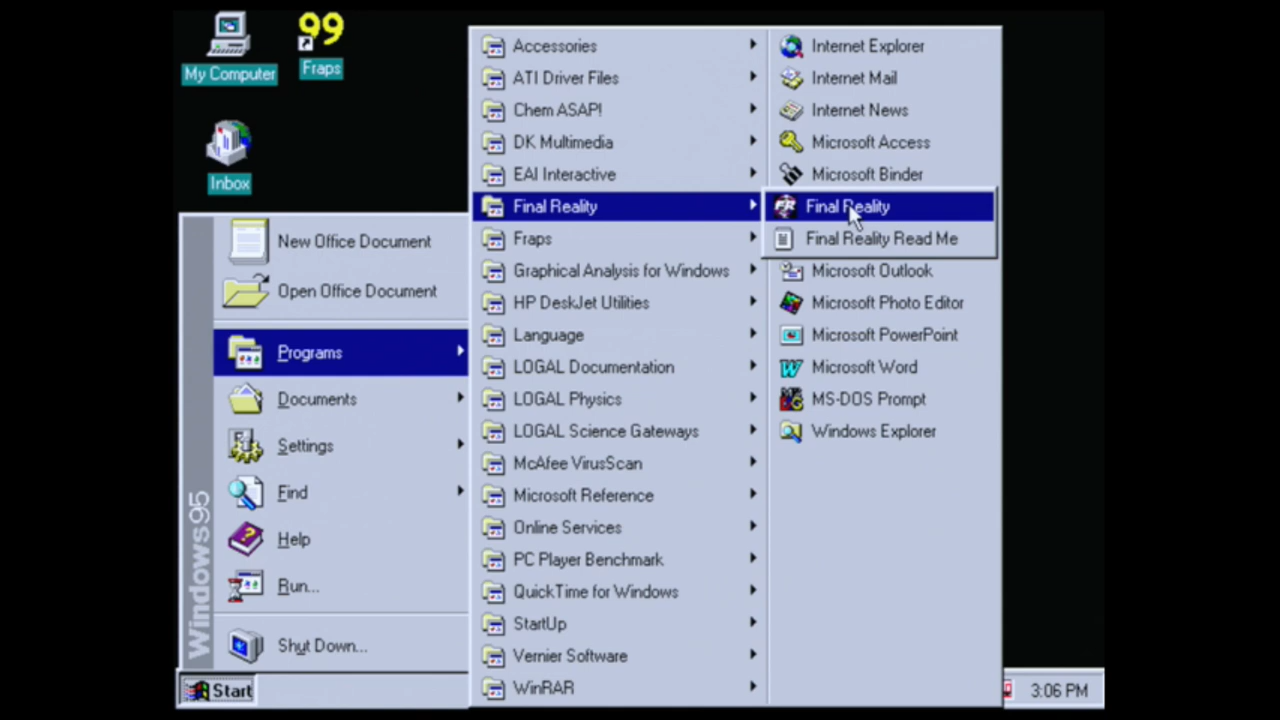 My Computer
99
Fraps
Inbox
New Office Document
Open Office Document
Programs
Documents
Settings
Find
Help
Run...
Shut Down...
Windows95
Start
Accessories
ATI Driver Files
Chem ASAP!
DK Multimedia
EAI Interactive
Final Reality
Fraps
Graphical Analysis for Windows
HP DeskJet Utilities
Language
LOGAL Documentation
LOGAL Physics
LOGAL Science Gateways
McAfee VirusScan
Microsoft Reference
Online Services
PC Player Benchmark
QuickTime for Windows
StartUp
Vernier Software
WinRAR
Internet Explorer
Internet Mail
Internet News
Microsoft Access
Microsoft Binder
FR Final Reality
Final Reality Read Me
Microsoft Outlook
Microsoft Photo Editor
Microsoft PowerPoint
Microsoft Word
MS-DOS Prompt
Windows Explorer
3:06 PM